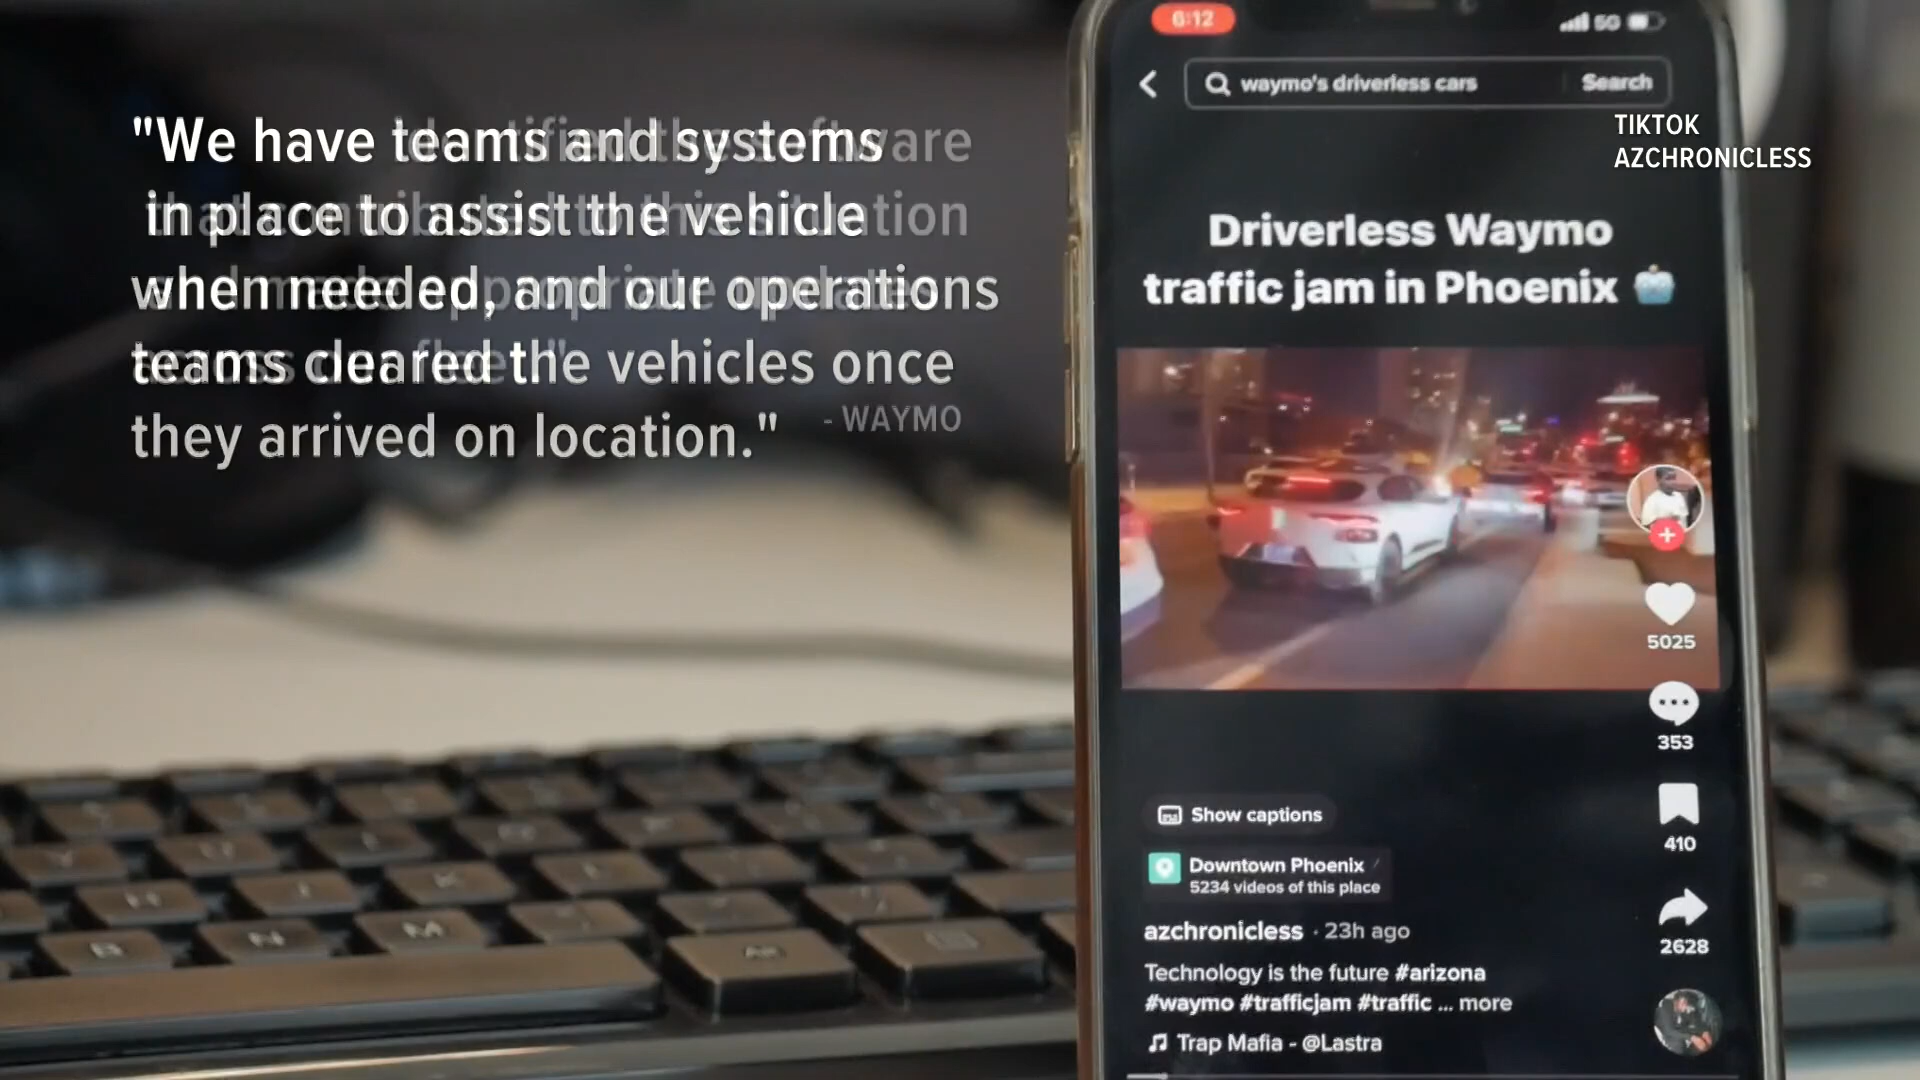 "We have teams and systems
in place to assist the vehicle
when needed, and our operations
teams cleared the vehicles once
they arrived on location."
- WAYMO
6:12
5G
waymo's driverless cars
Search
TIKTOK
AZCHRONICLESS
Driverless Waymo
traffic jam in Phoenix
5025
353
410
2628
Show captions
Downtown Phoenix
5234 videos of this place
azchronicless · 23h ago
Technology is the future #arizona
#waymo #trafficjam #traffic ... more
Trap Mafia - @Lastra
B
N
M
Alt